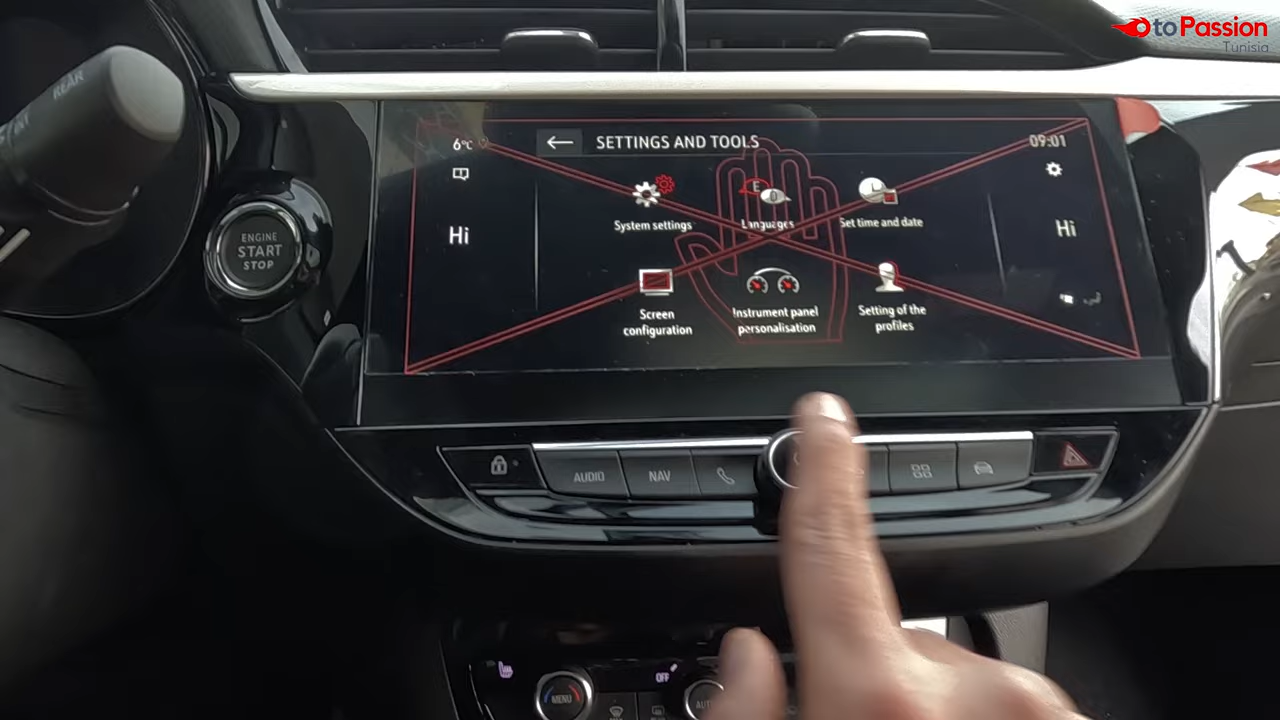 toPassion
Tunisia
REAR
6°C
SETTINGS AND TOOLS
09:01
System settings
Languages
Set time and date
Hi
Hi
ENGINE
START
STOP
Screen
configuration
Instrument panel
personalisation
Setting of the
profiles
AUDIO
NAV
OFF
MENU